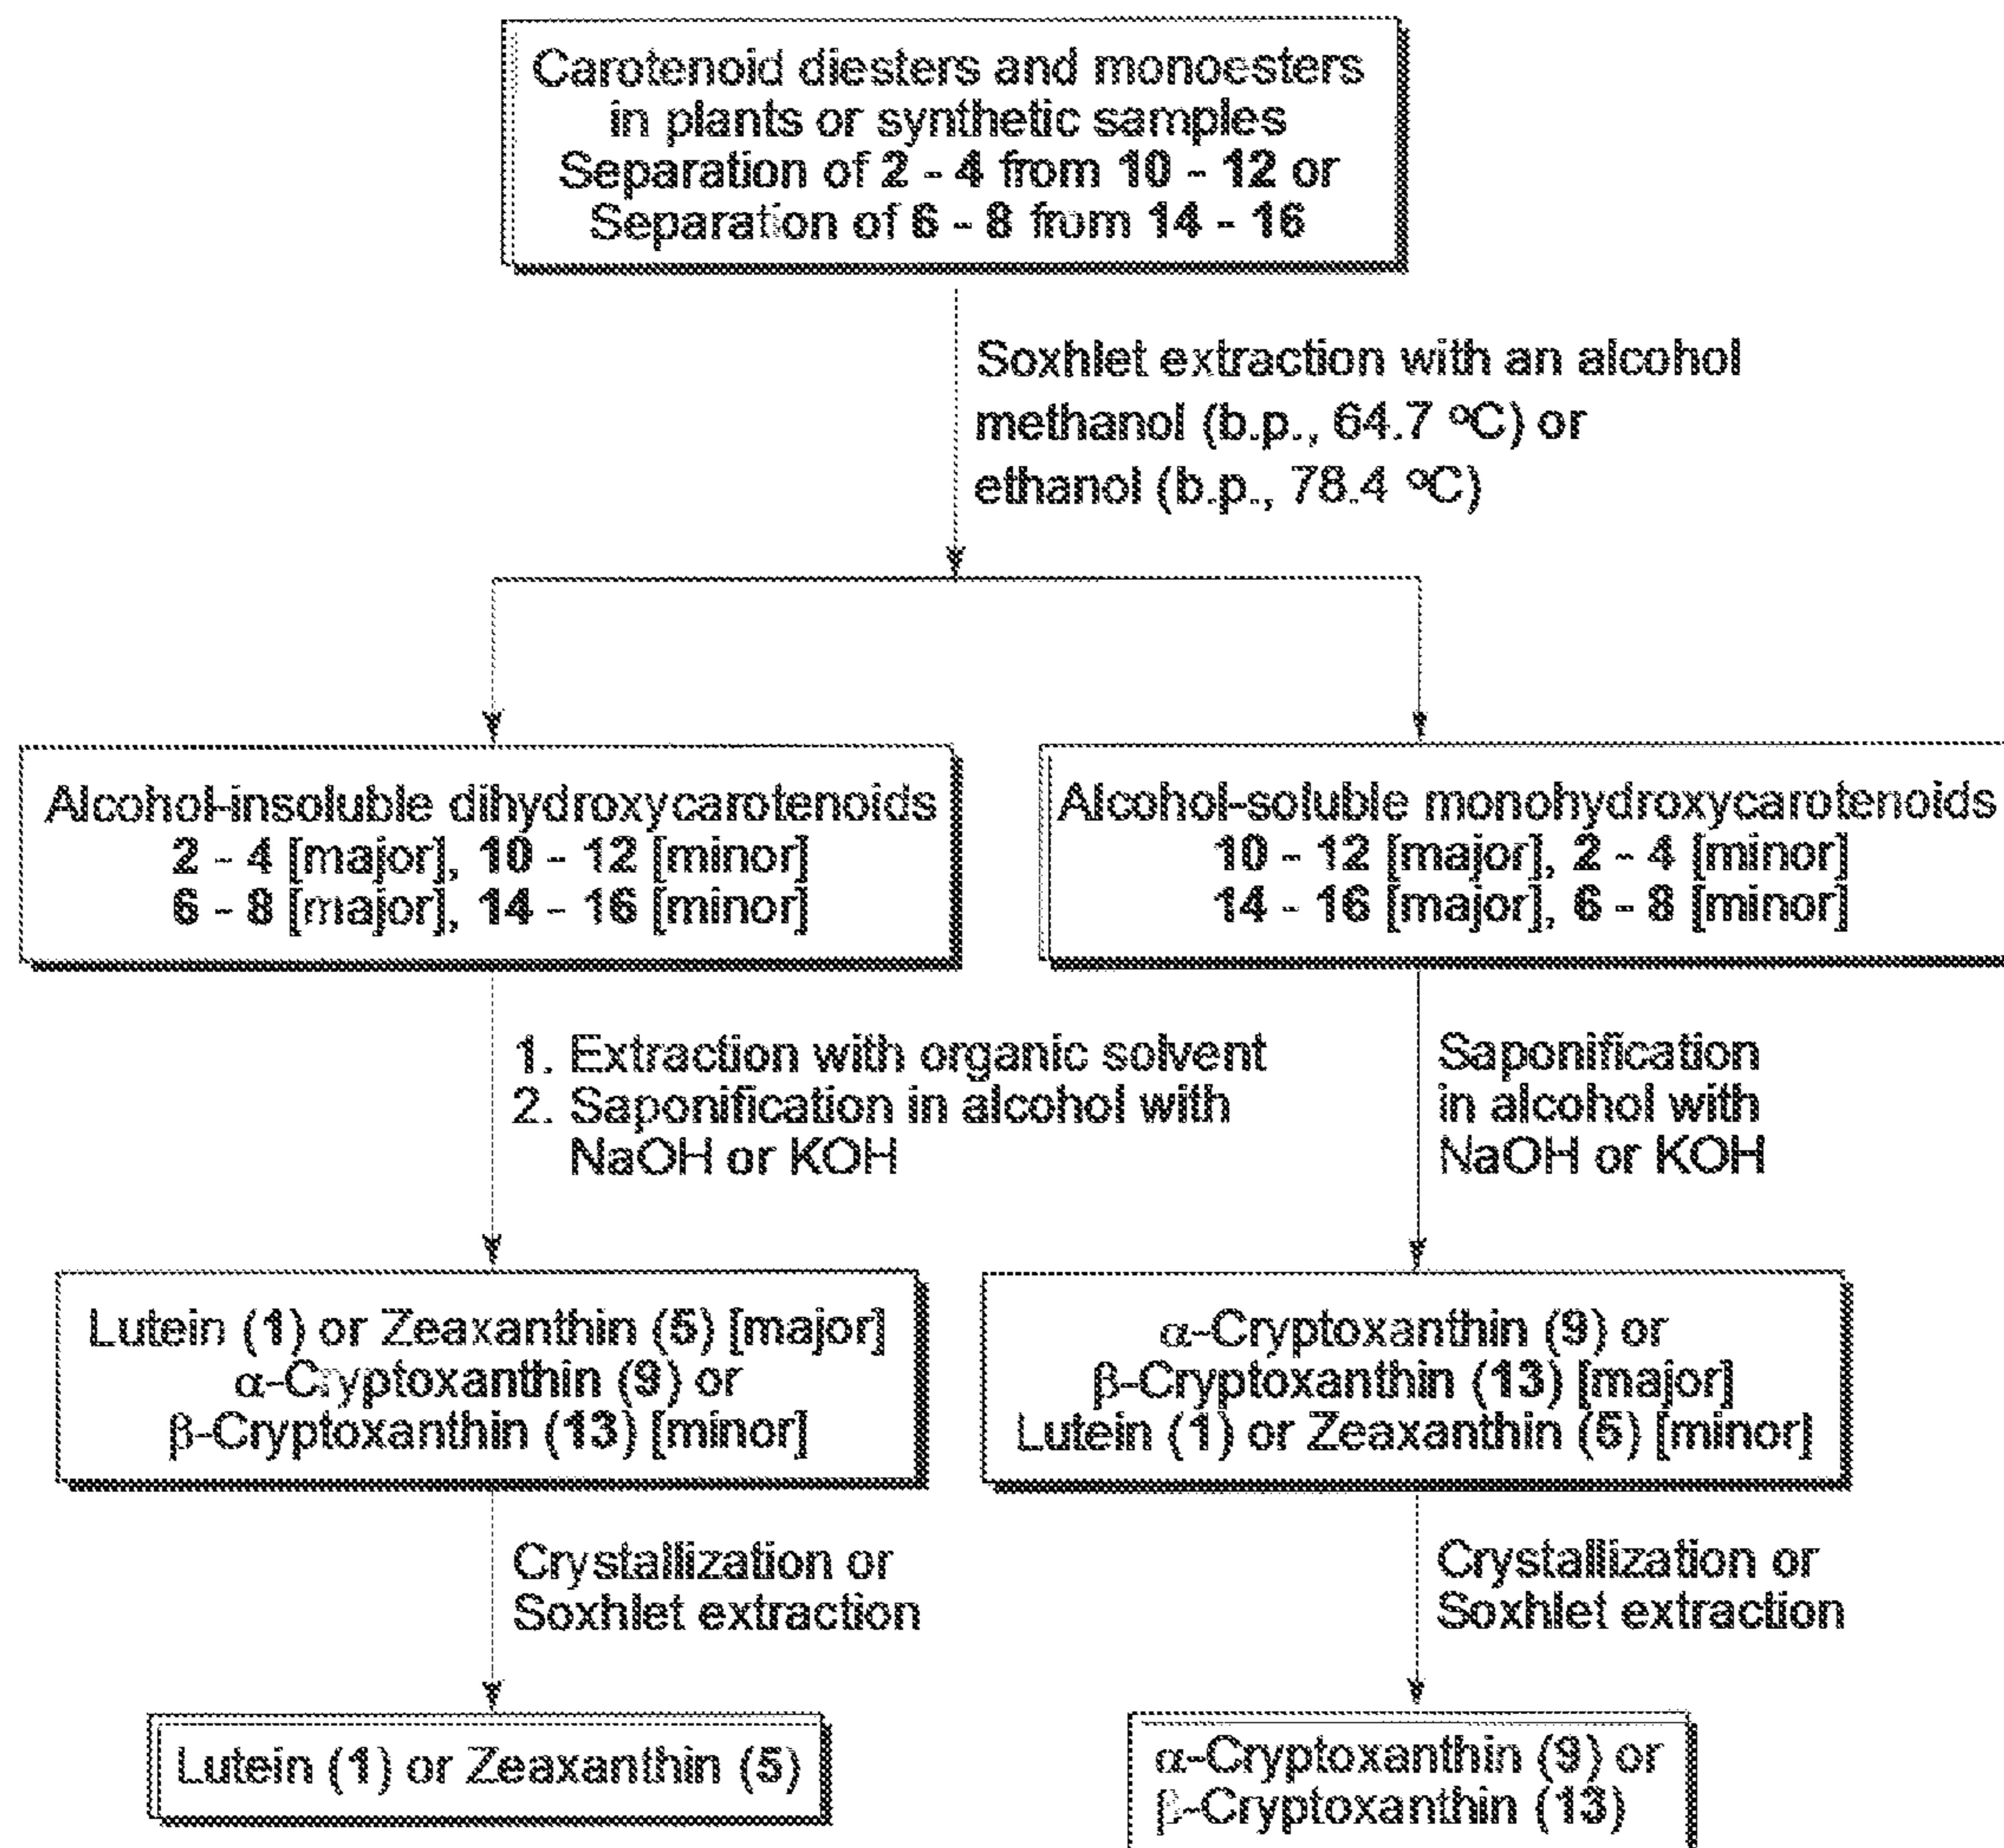 Carotenoid diesters and monoesters
in plants or synthetic samples
Separation of 2 - 4 from 10 - 12 or
Separation of 6 - 8 from 14 - 16
Soxhlet extraction with an alcohol
methanol (b.p., 64.7 °C) or
ethanol (b.p., 78.4 °C)
Alcohol-insoluble dihydroxycarotenoids
2 - 4 [major], 10 - 12 [minor]
6 - 8 [major], 14 - 16 [minor]
Alcohol-soluble monohydroxycarotenoids
10 - 12 [major], 2 - 4 [minor]
14 - 16 [major], 6 - 8 [minor]
1. Extraction with organic solvent
2. Saponification in alcohol with
NaOH or KOH
Saponification
in alcohol with
NaOH or KOH
Lutein (1) or Zeaxanthin (5) [major]
α-Cryptoxanthin (9) or
β-Cryptoxanthin (13) [minor]
α-Cryptoxanthin (9) or
β-Cryptoxanthin (13) [major]
Lutein (1) or Zeaxanthin (5) [minor]
Crystallization or
Soxhlet extraction
Crystallization or
Soxhlet extraction
Lutein (1) or Zeaxanthin (5)
α-Cryptoxanthin (9) or
β-Cryptoxanthin (13)